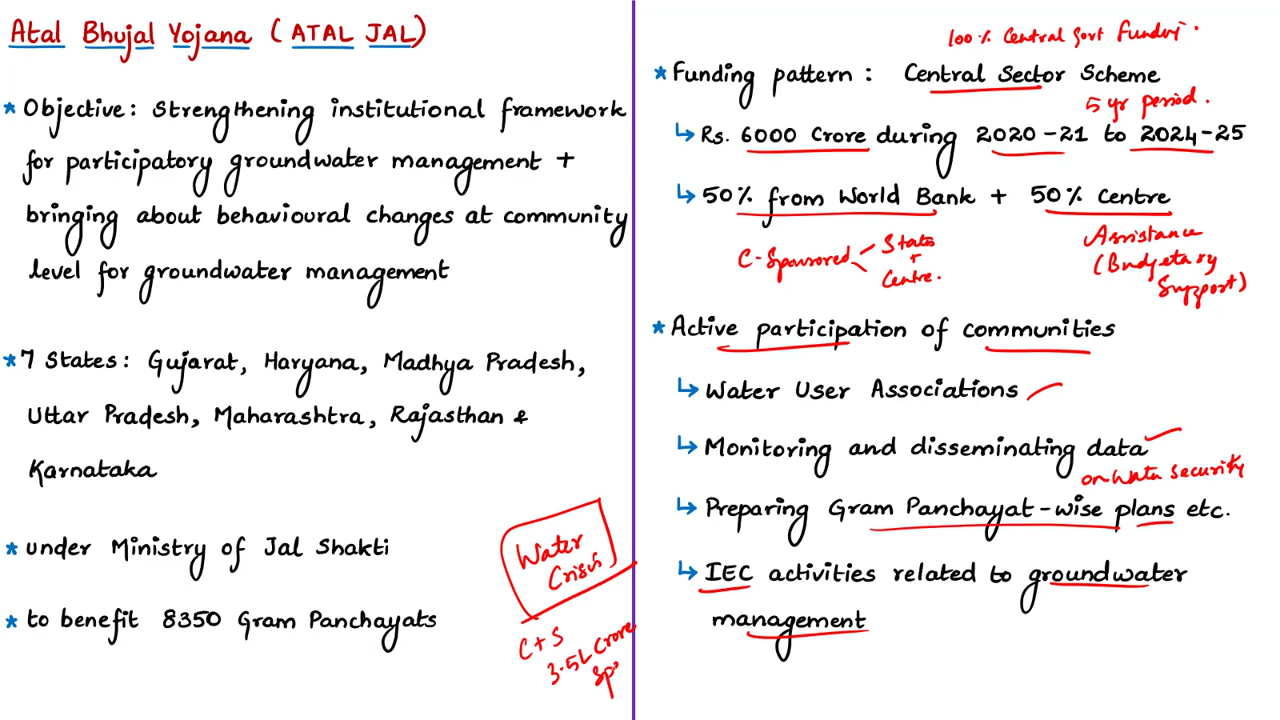 Atal Bhujal Yojana (ATAL JAL)
* Objective: Strengthening institutional framework
for participatory groundwater management +
bringing about behavioural changes at community
level for groundwater management
* 7 States: Gujarat, Haryana, Madhya Pradesh,
Uttar Pradesh, Maharashtra, Rajasthan &
Karnataka
* under Ministry of Jal Shakti
* to benefit 8350 Gram Panchayats
Water
Crisis
C+S
3.5L Crore
100% Central Govt Funding
* Funding pattern: Central Sector Scheme
5 yr period.
↳ Rs. 6000 Crore during 2020-21 to 2024-25
↳ 50% from World Bank + 50% Centre
C-Sponsored
States
+
Centre.
Assistance
(Budgetary
Support)
* Active participation of communities
↳ Water User Associations
↳ Monitoring and disseminating data
on water security
↳ Preparing Gram Panchayat-wise plans etc.
↳ IEC activities related to groundwater
management